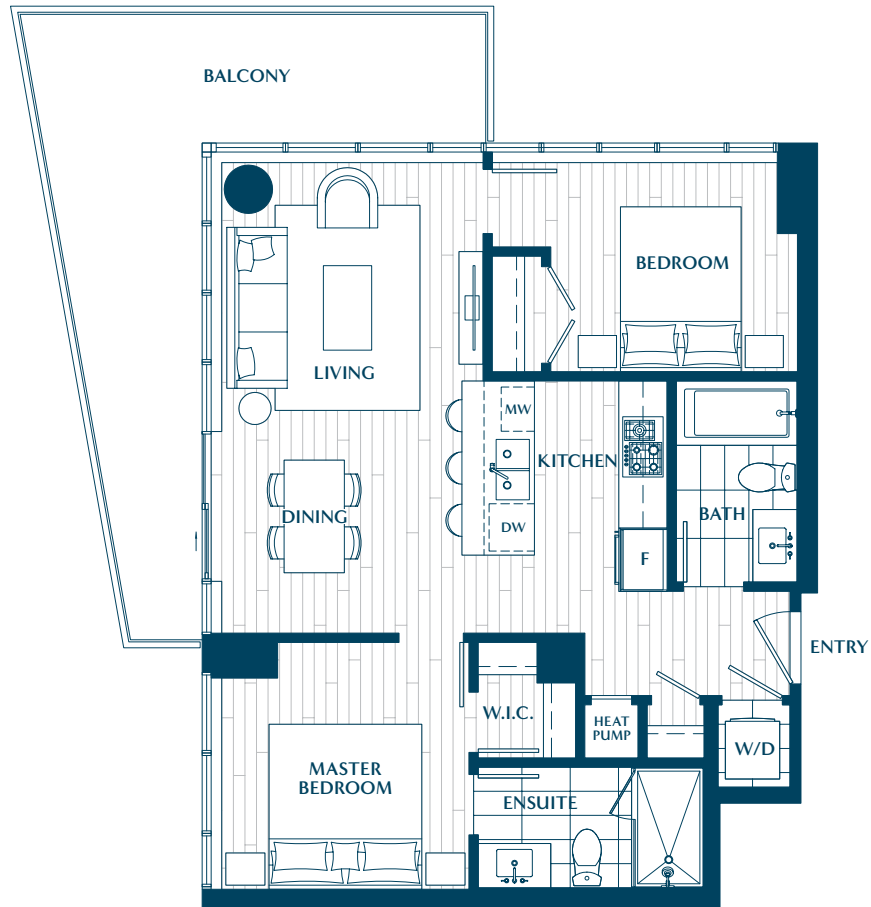 BALCONY
BEDROOM
LIVING
MW
KITCHEN
DINING
BATH
DW
F
ENTRY
W.I.C.
HEAT
PUMP
W/D
MASTER
BEDROOM
ENSUITE